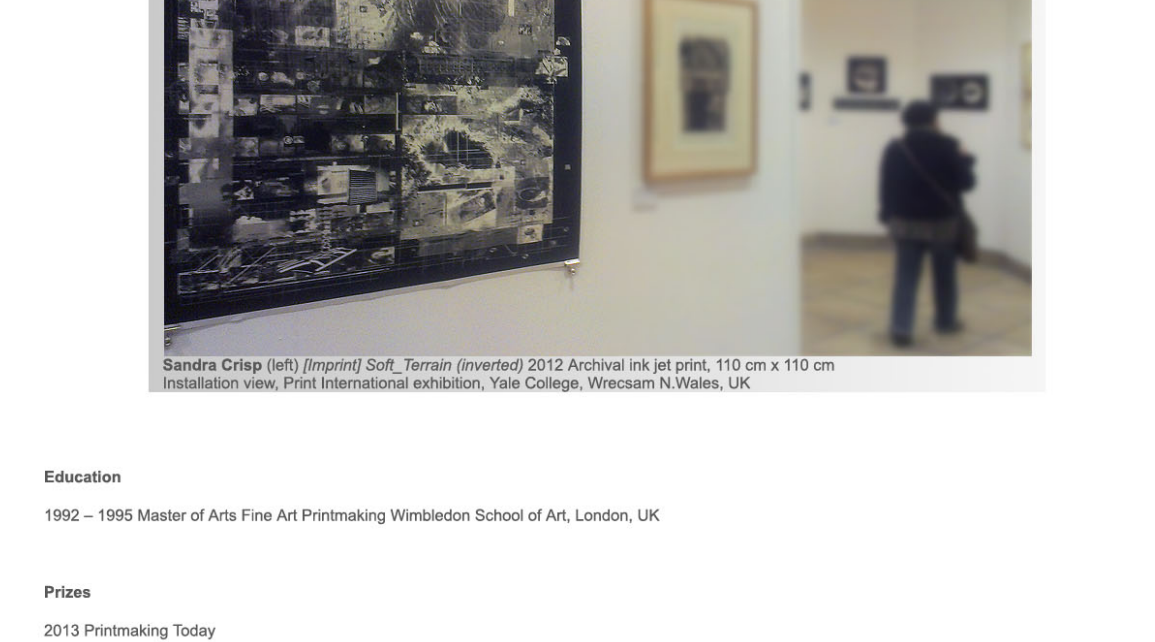 Sandra Crisp (left) [Imprint] Soft_Terrain (inverted) 2012 Archival ink jet print, 110 cm x 110 cm
Installation view, Print International exhibition, Yale College, Wrecsam N.Wales, UK
Education
1992 – 1995 Master of Arts Fine Art Printmaking Wimbledon School of Art, London, UK
Prizes
2013 Printmaking Today